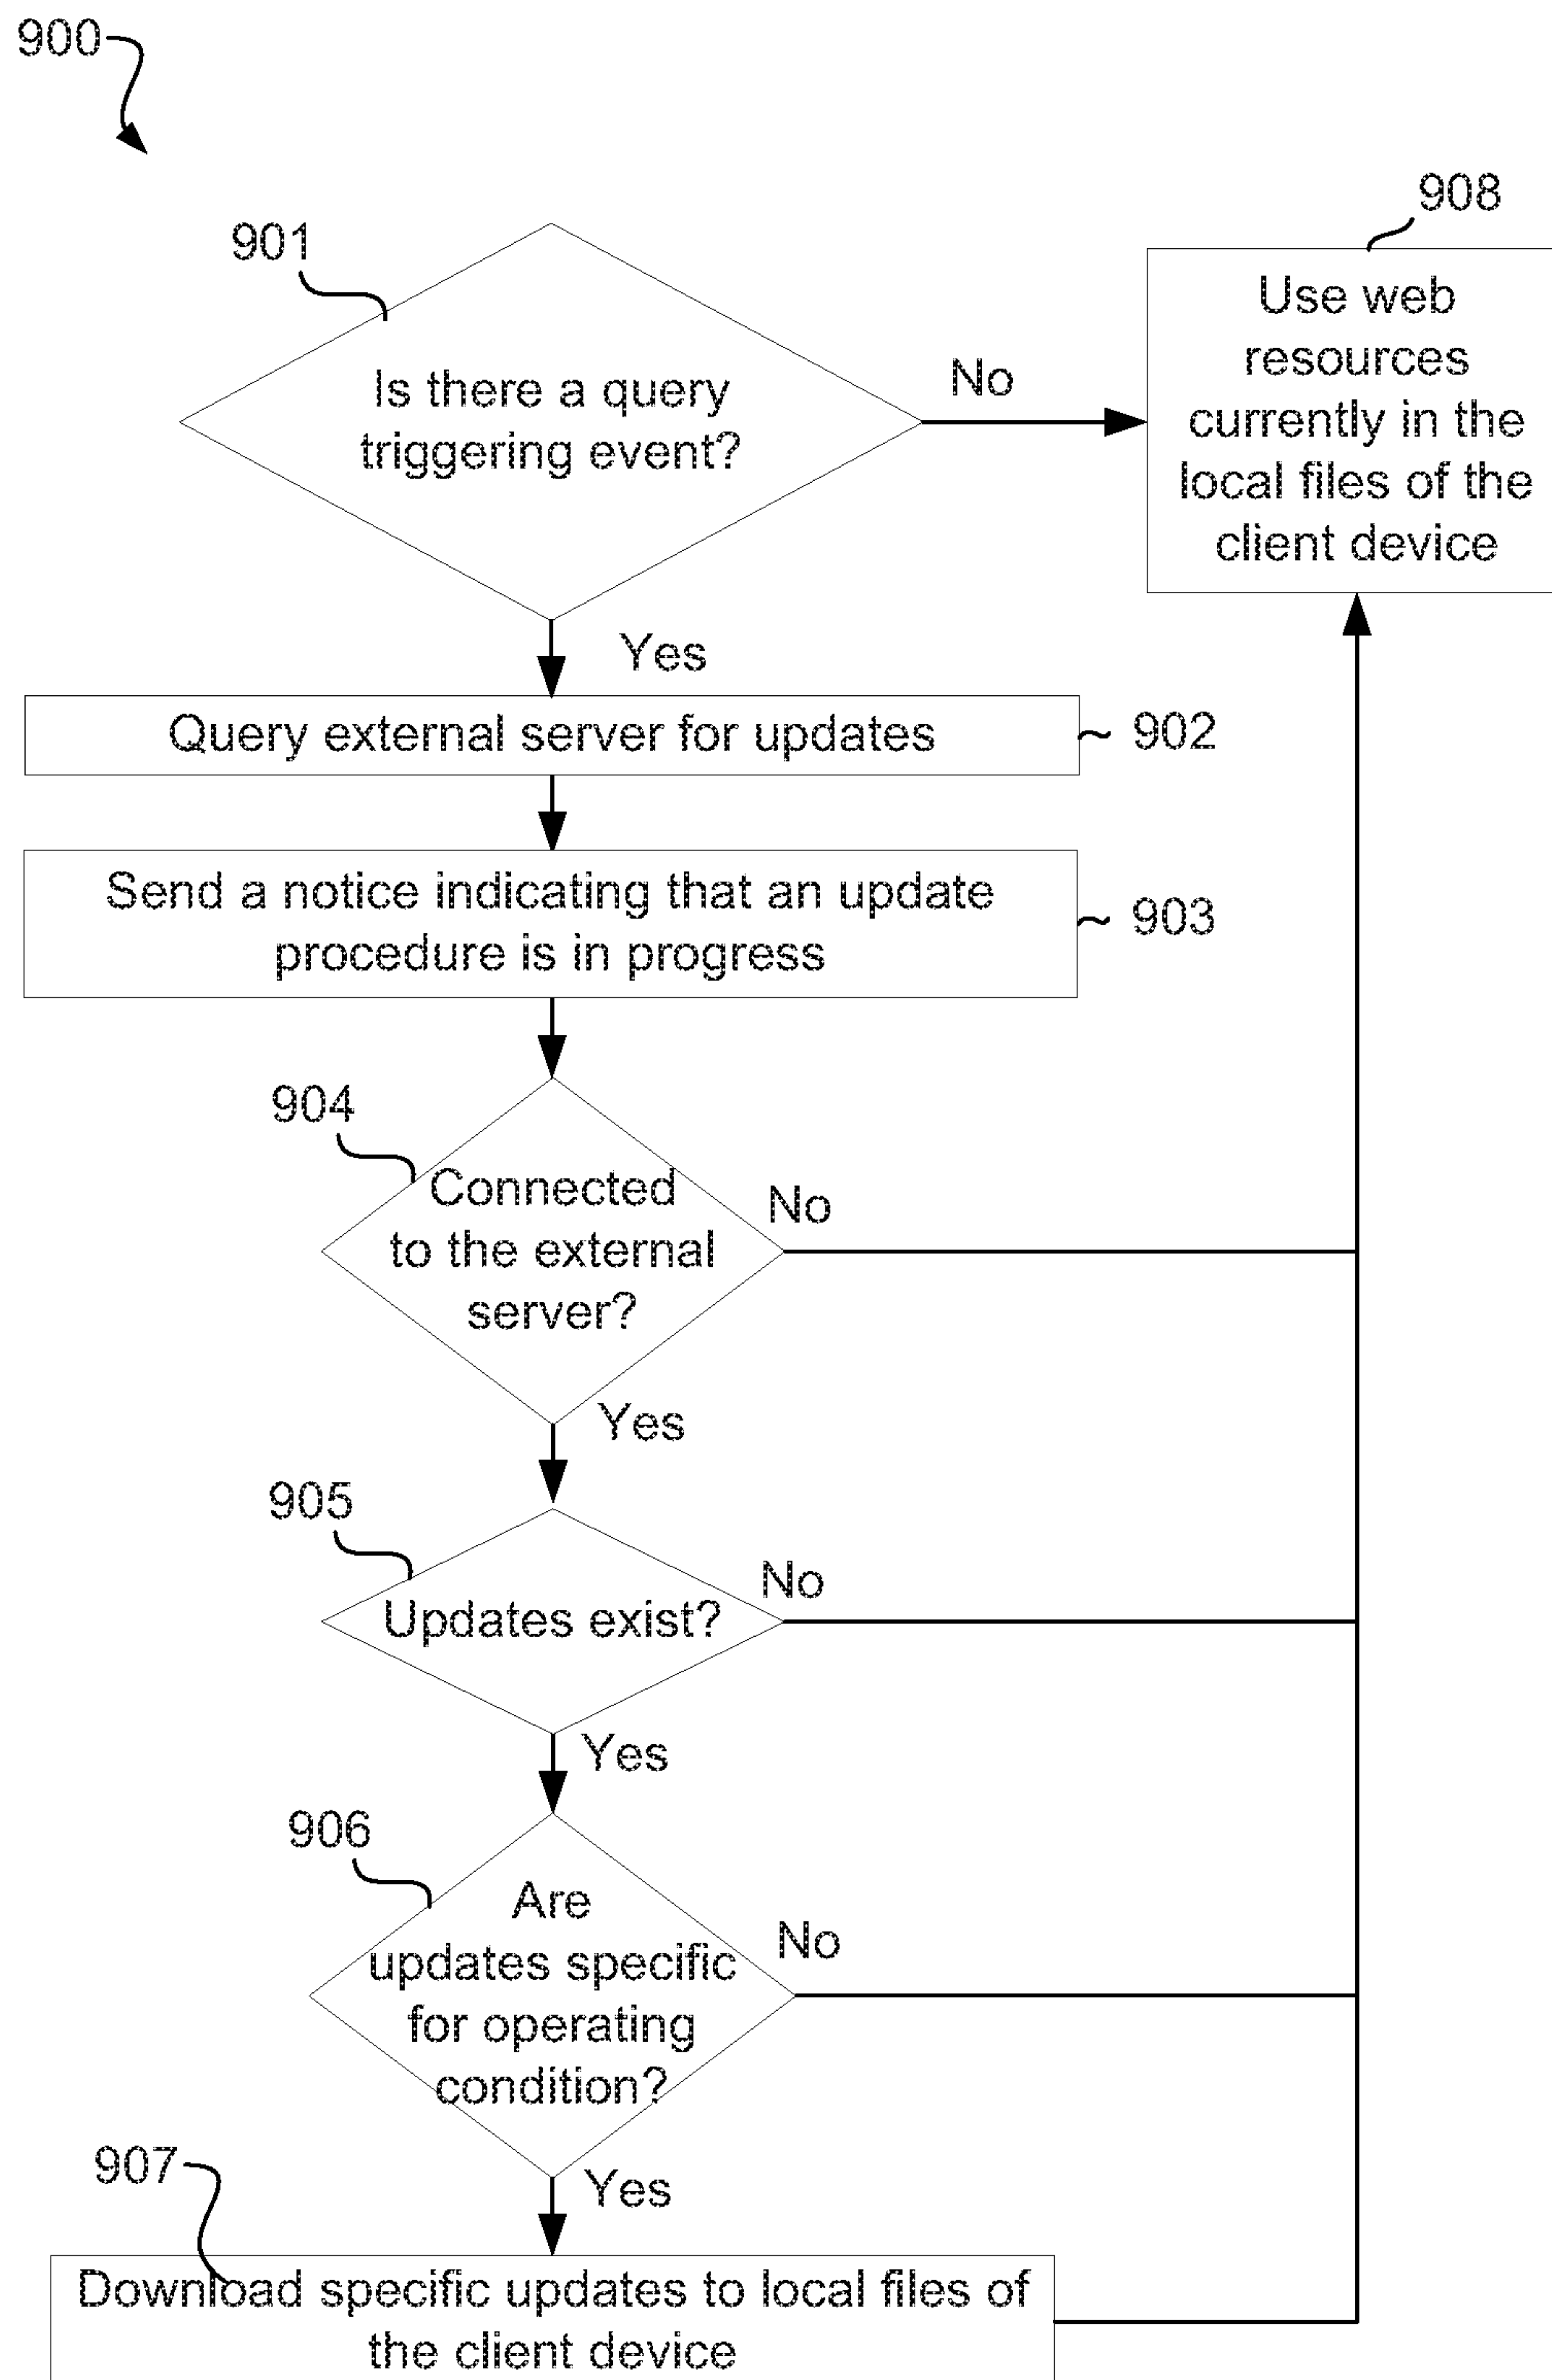 900
901
Is there a query
triggering event?
No
908
Use web
resources
currently in the
local files of the
client device
Yes
Query external server for updates
902
Send a notice indicating that an update
procedure is in progress
903
904
Connected
to the external
server?
No
Yes
905
Updates exist?
No
Yes
906
Are
updates specific
for operating
condition?
No
Yes
907
Download specific updates to local files of
the client device